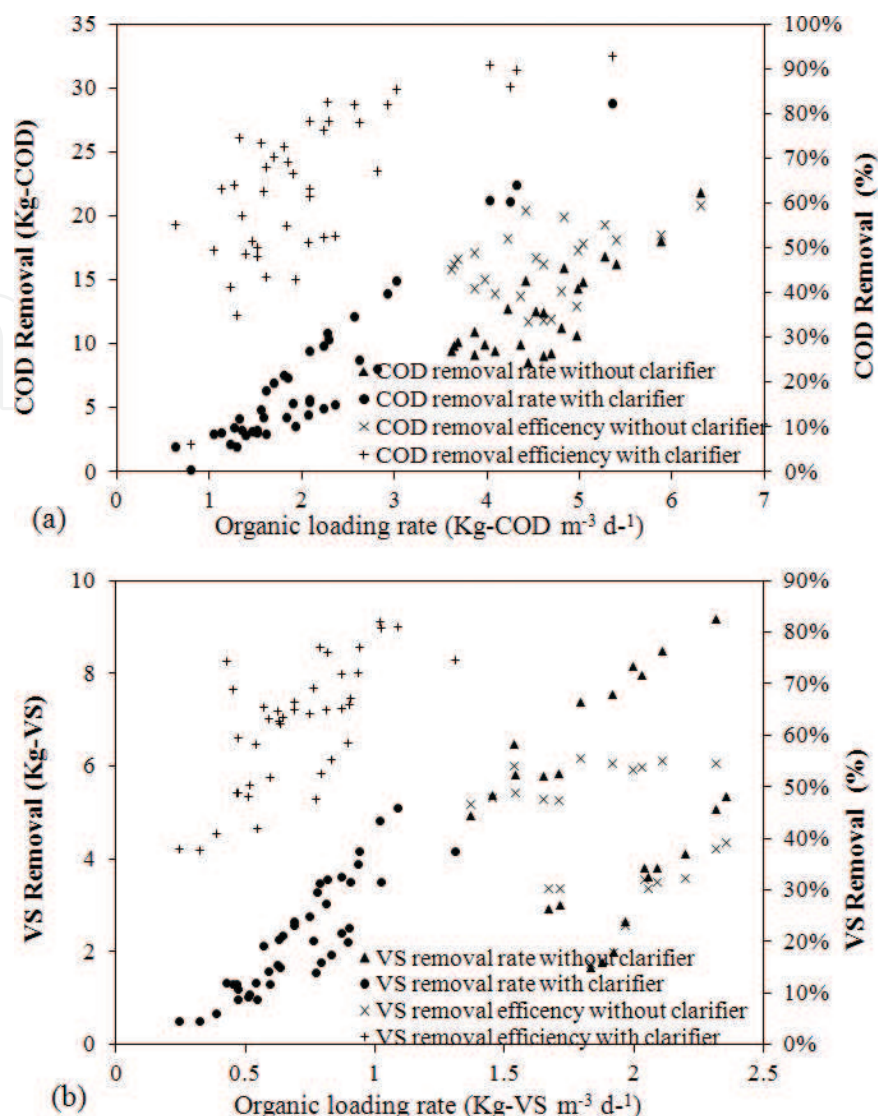 35
30
25
20
15
10
5
0
COD Removal (Kg-COD)
100%
90%
80%
70%
60%
50%
40%
30%
20%
10%
0%
COD Removal (%)
COD removal rate without clarifier
COD removal rate with clarifier
COD removal efficency without clarifier
COD removal efficiency with clarifier
0 1 2 3 4 5 6 7
(a)
Organic loading rate (Kg-COD m-3 d-1)
10
8
6
4
2
0
VS Removal (Kg-VS)
90%
80%
70%
60%
50%
40%
30%
20%
10%
0%
VS Removal (%)
VS removal rate without clarifier
VS removal rate with clarifier
VS removal efficency without clarifier
VS removal efficiency with clarifier
0 0.5 1 1.5 2 2.5
(b)
Organic loading rate (Kg-VS m-3 d-1)